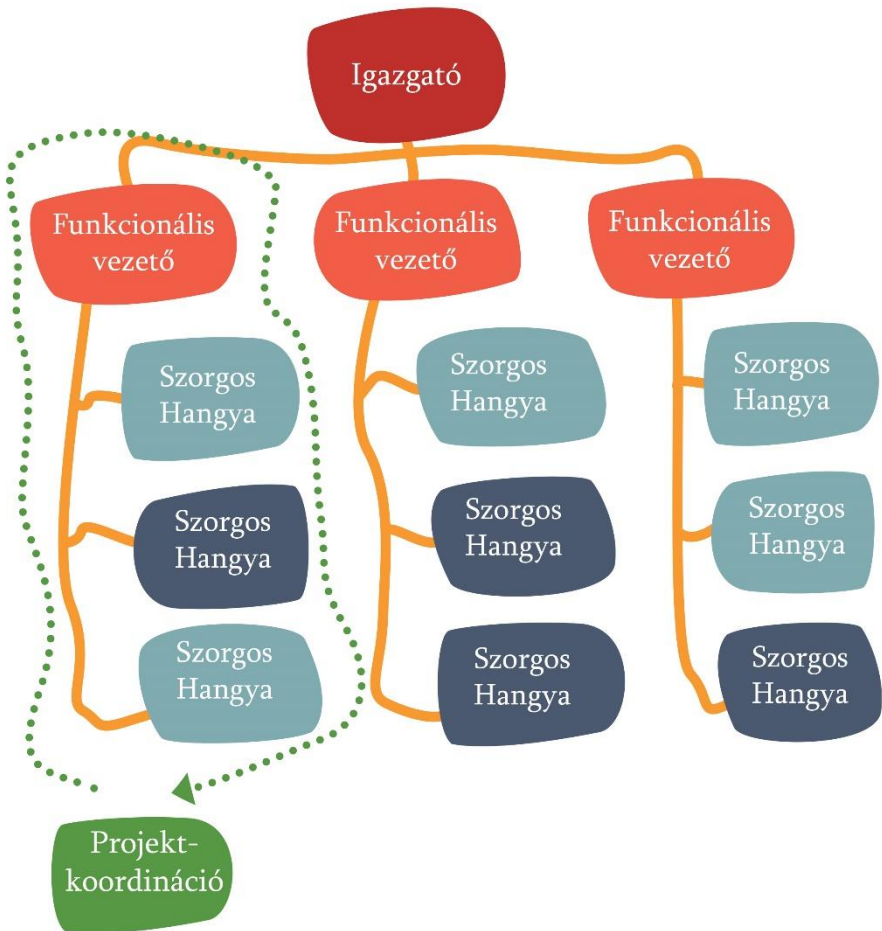 Igazgató
Funkcionális
vezető
Funkcionális
vezető
Funkcionális
vezető
Szorgos
Hangya
Szorgos
Hangya
Szorgos
Hangya
Szorgos
Hangya
Szorgos
Hangya
Szorgos
Hangya
Szorgos
Hangya
Szorgos
Hangya
Szorgos
Hangya
Projekt-
koordináció